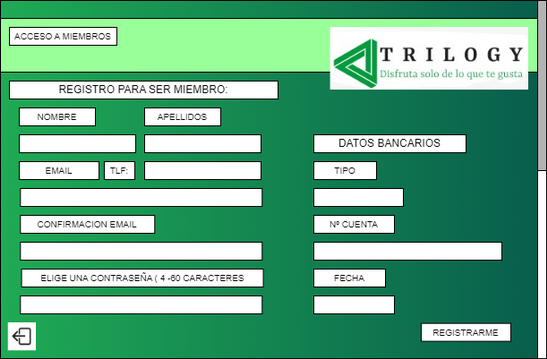 ACCESO A MIEMBROS
TRILOGY
Disfruta solo de lo que te gusta
REGISTRO PARA SER MIEMBRO:
NOMBRE
APELLIDOS
DATOS BANCARIOS
EMAIL
TLF:
TIPO
CONFIRMACION EMAIL
Nº CUENTA
ELIGE UNA CONTRASEÑA ( 4 -60 CARACTERES
FECHA
REGISTRARME